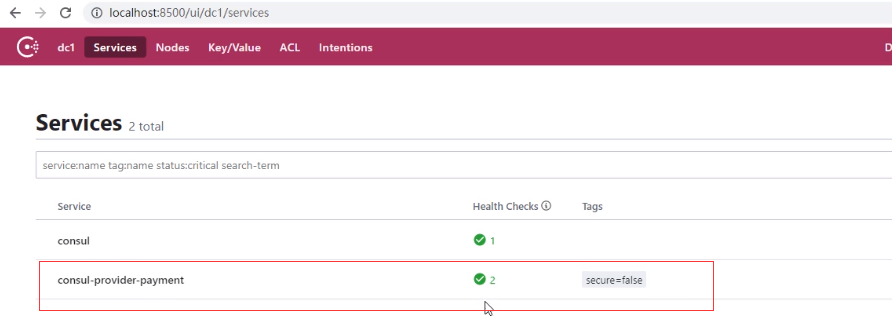 localhost:8500/ui/dc1/services
dc1 Services Nodes Key/Value ACL Intentions D
Services 2 total
service:name tag:name status:critical search-term
Service Health Checks Tags
consul 1
consul-provider-payment 2 secure=false